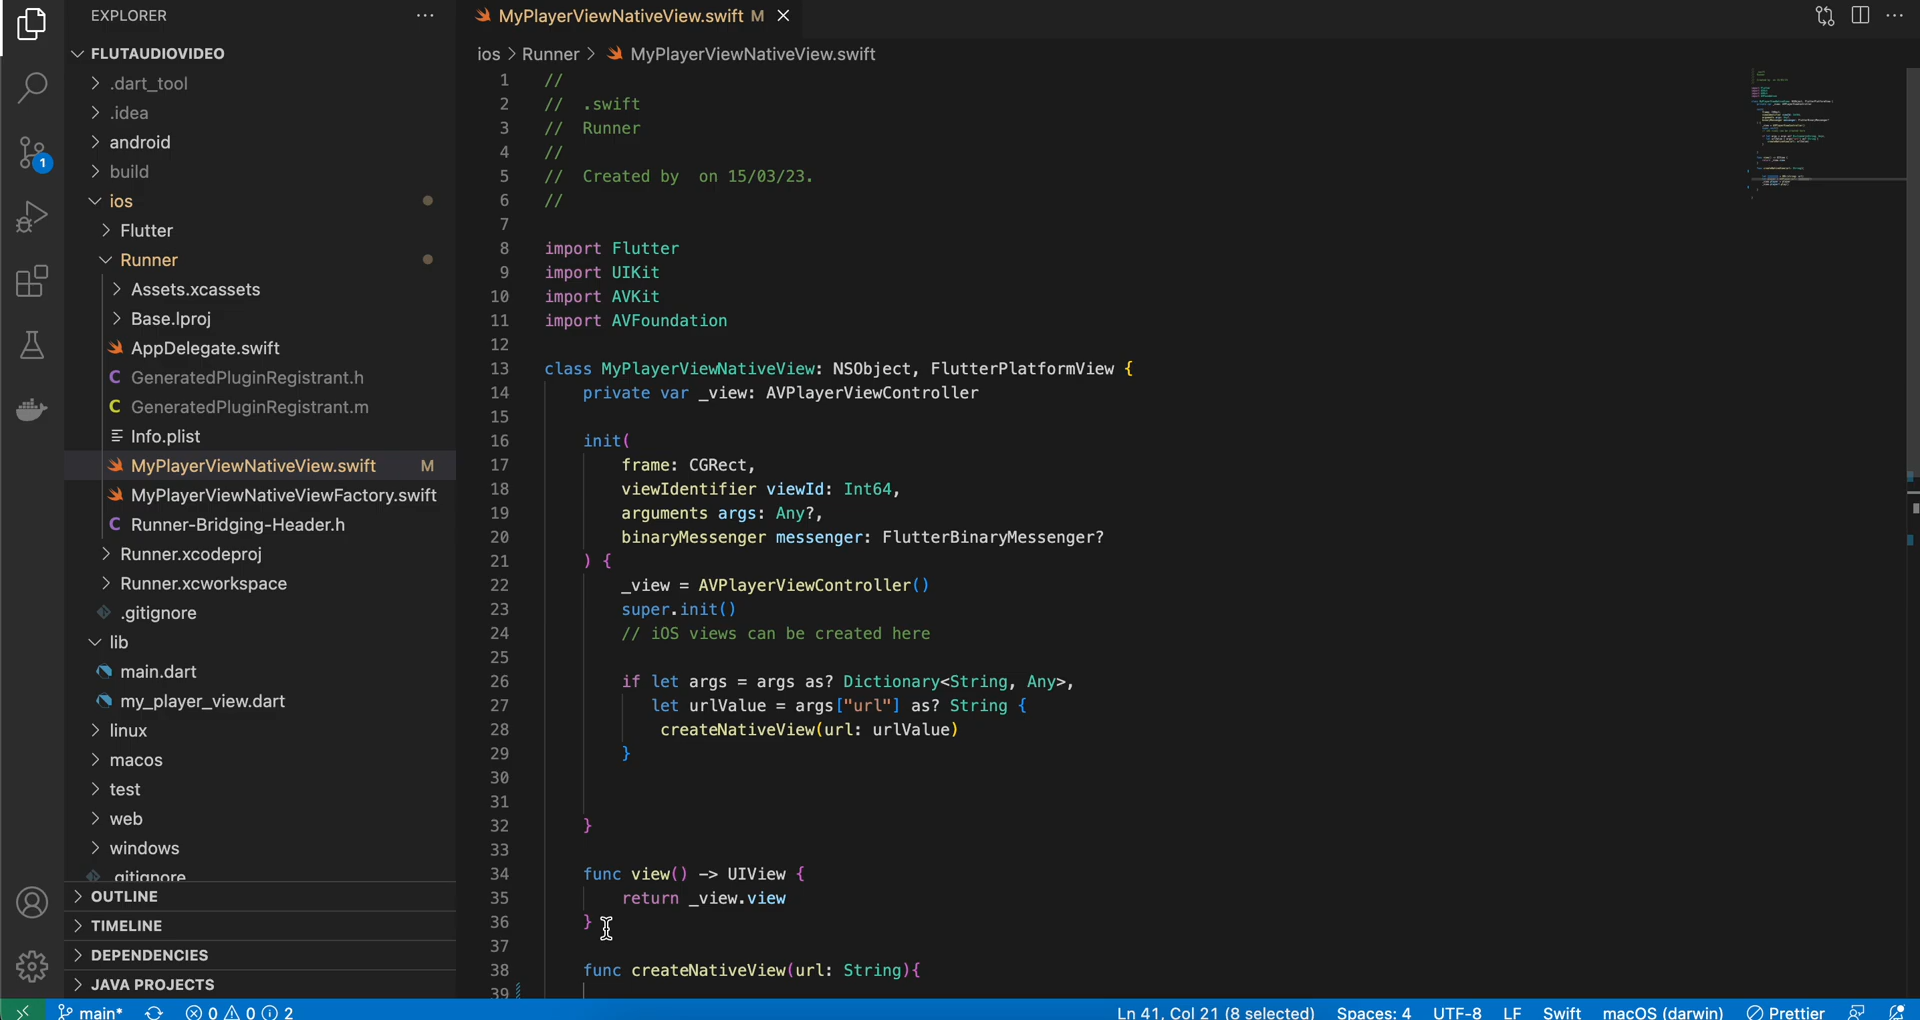 EXPLORER
FLUTAUDIOVIDEO
.dart_tool
.idea
android
build
ios
Flutter
Runner
Assets.xcassets
Base.lproj
AppDelegate.swift
C GeneratedPluginRegistrant.h
C GeneratedPluginRegistrant.m
Info.plist
MyPlayerViewNativeView.swift M
MyPlayerViewNativeViewFactory.swift
C Runner-Bridging-Header.h
Runner.xcodeproj
Runner.xcworkspace
.gitignore
lib
main.dart
my_player_view.dart
linux
macos
test
web
windows
.gitignore
OUTLINE
TIMELINE
DEPENDENCIES
JAVA PROJECTS
1
MyPlayerViewNativeView.swift M
ios > Runner > MyPlayerViewNativeView.swift
1 //
2 //  .swift
3 //  Runner
4 //
5 //  Created by  on 15/03/23.
6 //
7
8 import Flutter
9 import UIKit
10 import AVKit
11 import AVFoundation
12
13 class MyPlayerViewNativeView: NSObject, FlutterPlatformView {
14     private var _view: AVPlayerViewController
15
16     init(
17         frame: CGRect,
18         viewIdentifier viewId: Int64,
19         arguments args: Any?,
20         binaryMessenger messenger: FlutterBinaryMessenger?
21     ) {
22         _view = AVPlayerViewController()
23         super.init()
24         // iOS views can be created here
25
26         if let args = args as? Dictionary<String, Any>,
27            let urlValue = args["url"] as? String {
28             createNativeView(url: urlValue)
29         }
30
31
32     }
33
34     func view() -> UIView {
35         return _view.view
36     }
37
38     func createNativeView(url: String){
39
main* 0 0 2 Ln 41, Col 21 (8 selected) Spaces: 4 UTF-8 LF Swift macOS (darwin) Prettier